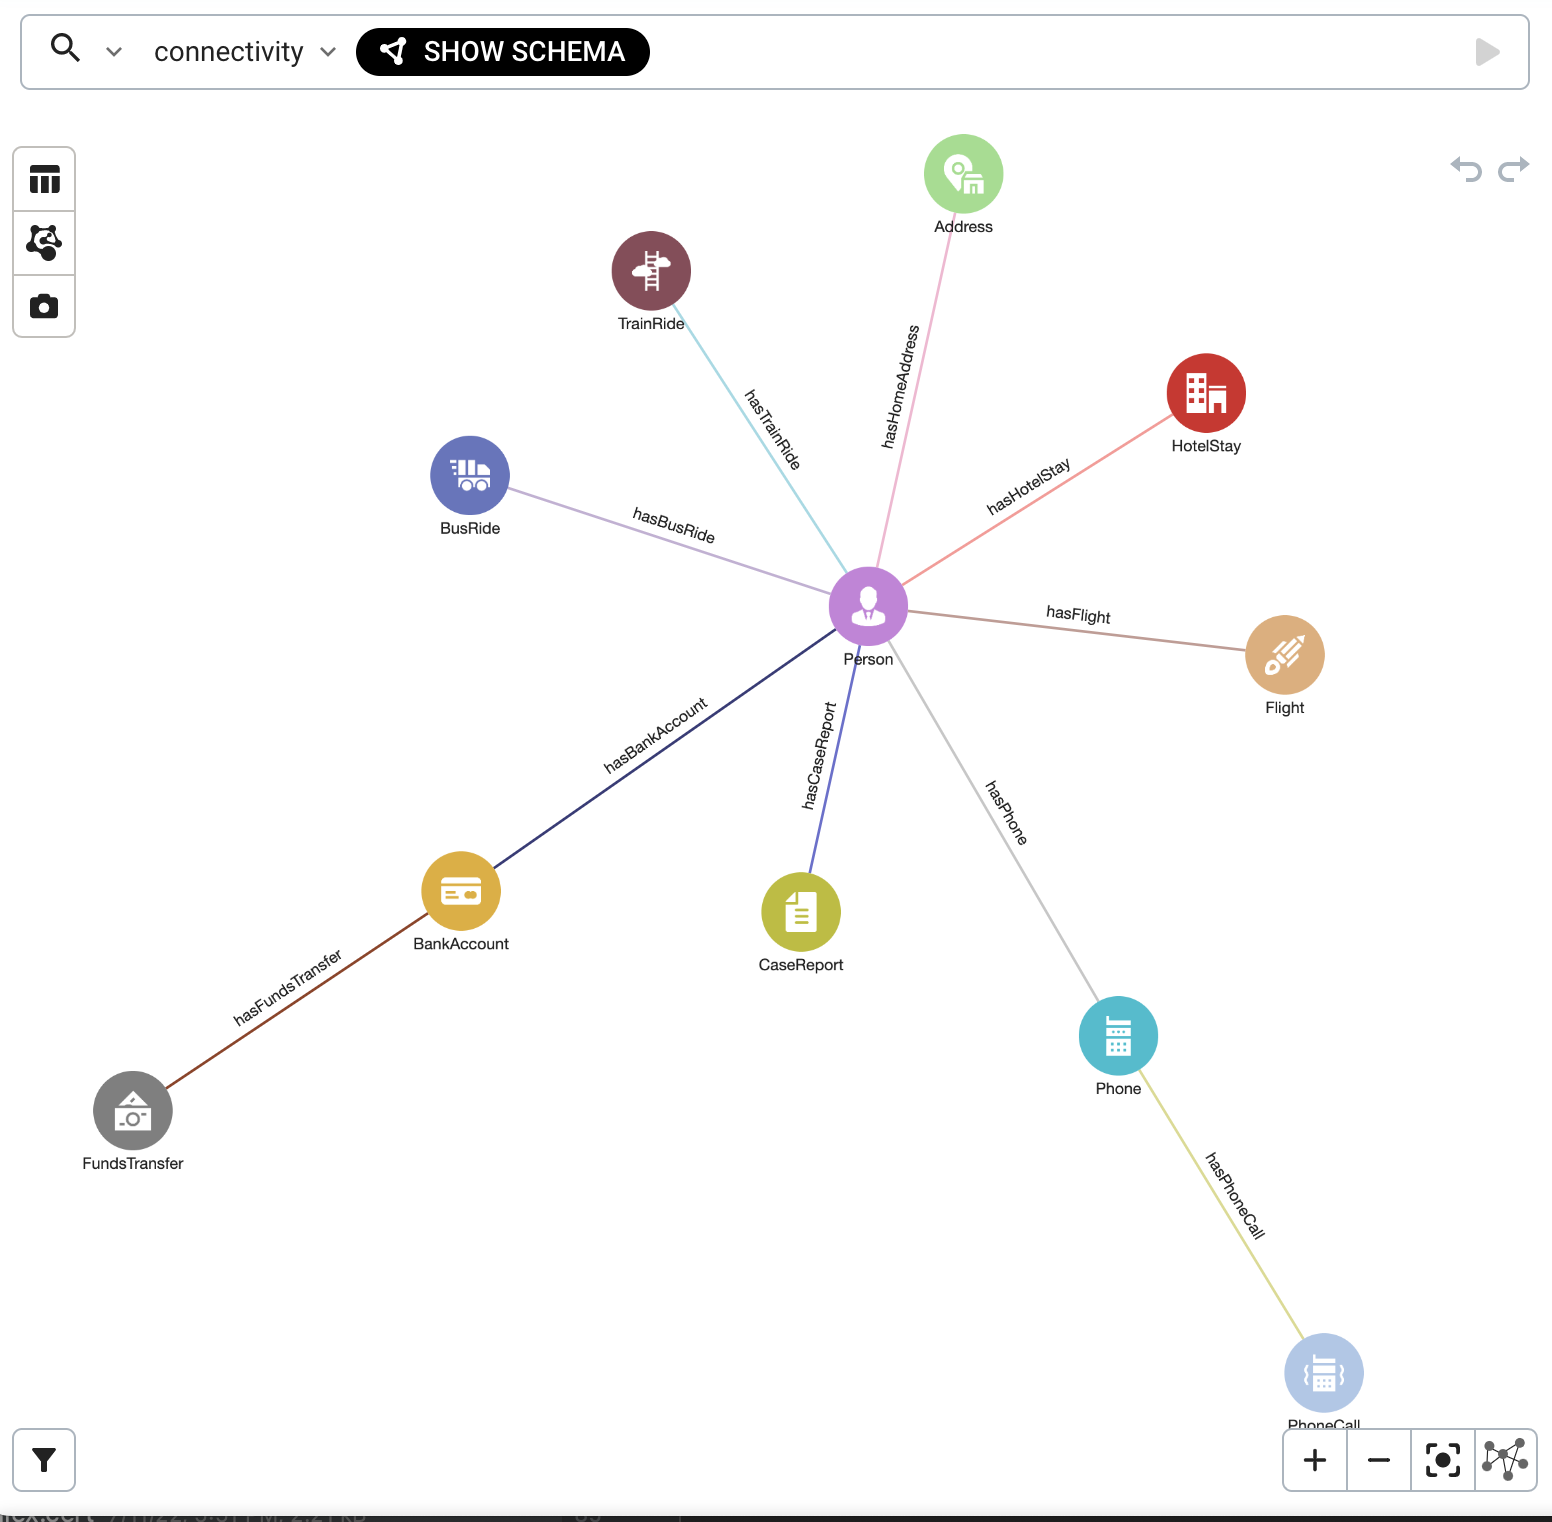 connectivity
SHOW SCHEMA
Address
TrainRide
hasHomeAddress
HotelStay
hasTrainRide
hasHotelStay
BusRide
hasBusRide
hasFlight
Person
Flight
hasBankAccount
hasCaseReport
hasPhone
BankAccount
CaseReport
hasFundsTransfer
Phone
FundsTransfer
hasPhoneCall
PhoneCall